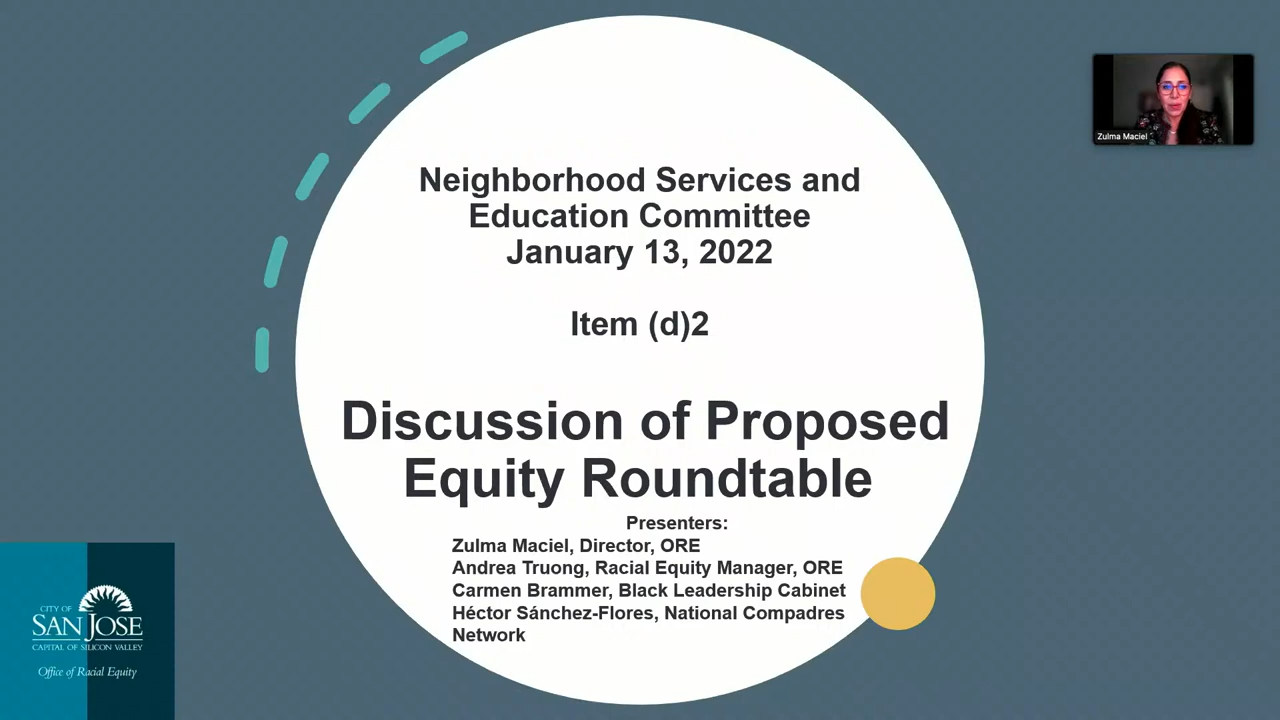 Neighborhood Services and
Education Committee
January 13, 2022
Item (d)2
Discussion of Proposed
Equity Roundtable
Presenters:
Zulma Maciel, Director, ORE
Andrea Truong, Racial Equity Manager, ORE
Carmen Brammer, Black Leadership Cabinet
Héctor Sánchez-Flores, National Compadres
Network
Zulma Maciel
CITY OF
SAN JOSE
CAPITAL OF SILICON VALLEY
Office of Racial Equity